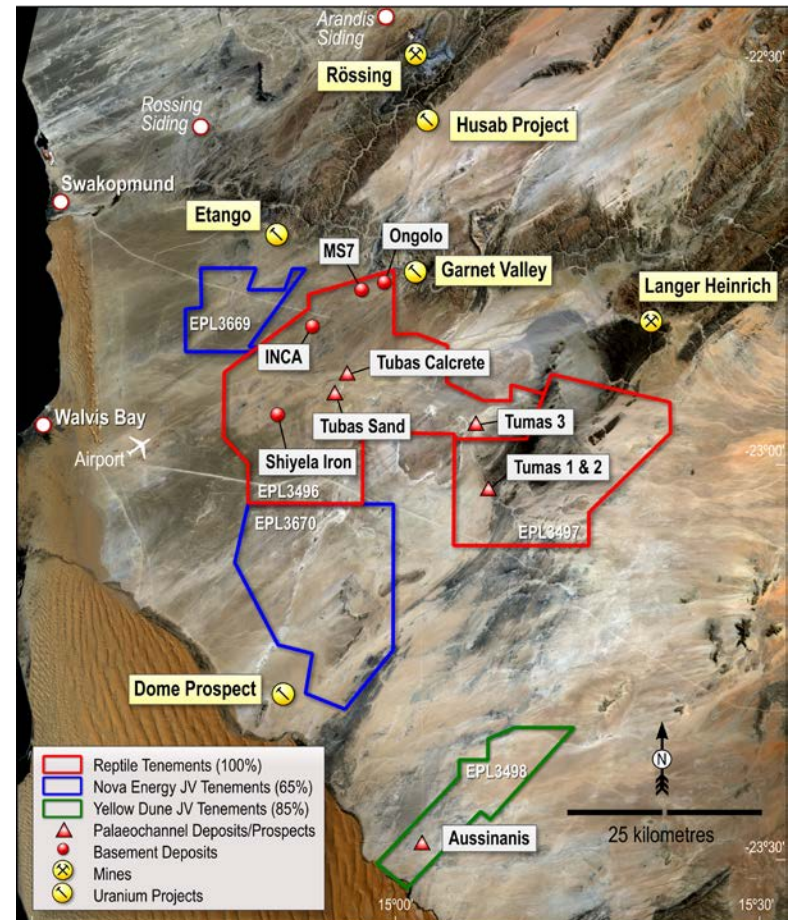 Arandis
Siding
-22°30'
Rössing
Rossing
Siding
Husab Project
Swakopmund
Etango
Ongolo
MS7
Garnet Valley
Langer Heinrich
EPL3669
INCA
Tubas Calcrete
Walvis Bay
Tubas Sand
Tumas 3
Airport
Shiyela Iron
-23°00'
Tumas 1 & 2
EPL3496
EPL3670
EPL3497
Dome Prospect
Reptile Tenements (100%)
Nova Energy JV Tenements (65%)
Yellow Dune JV Tenements (85%)
Palaeochannel Deposits/Prospects
Basement Deposits
Mines
Uranium Projects
EPL3498
N
25 kilometres
Aussinanis
-23°30'
15°00'
15°30'